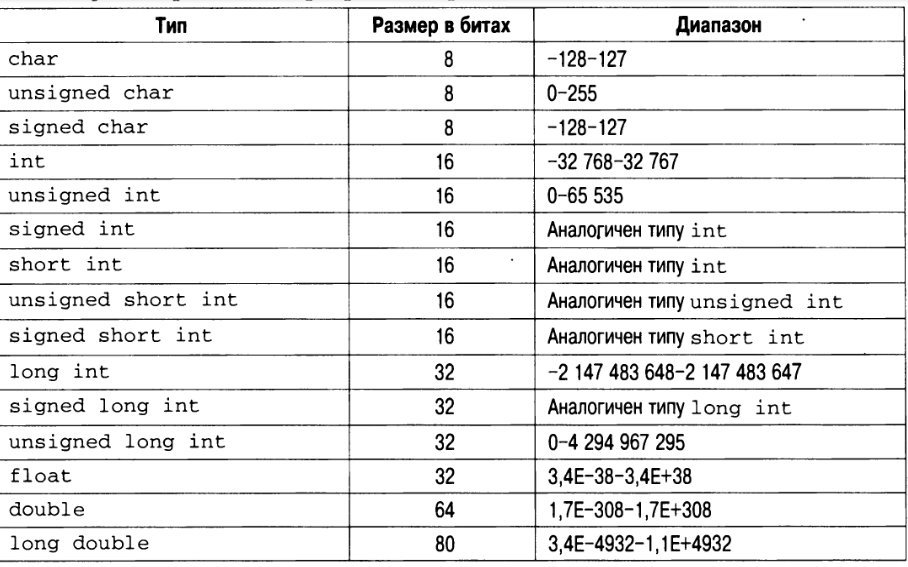 Тип Размер в битах Диапазон
char 8 −128−127
unsigned char 8 0−255
signed char 8 −128−127
int 16 −32 768−32 767
unsigned int 16 0−65 535
signed int 16 Аналогичен типу int
short int 16 Аналогичен типу int
unsigned short int 16 Аналогичен типу unsigned int
signed short int 16 Аналогичен типу short int
long int 32 −2 147 483 648−2 147 483 647
signed long int 32 Аналогичен типу long int
unsigned long int 32 0−4 294 967 295
float 32 3,4E−38−3,4E+38
double 64 1,7E−308−1,7E+308
long double 80 3,4E−4932−1,1E+4932